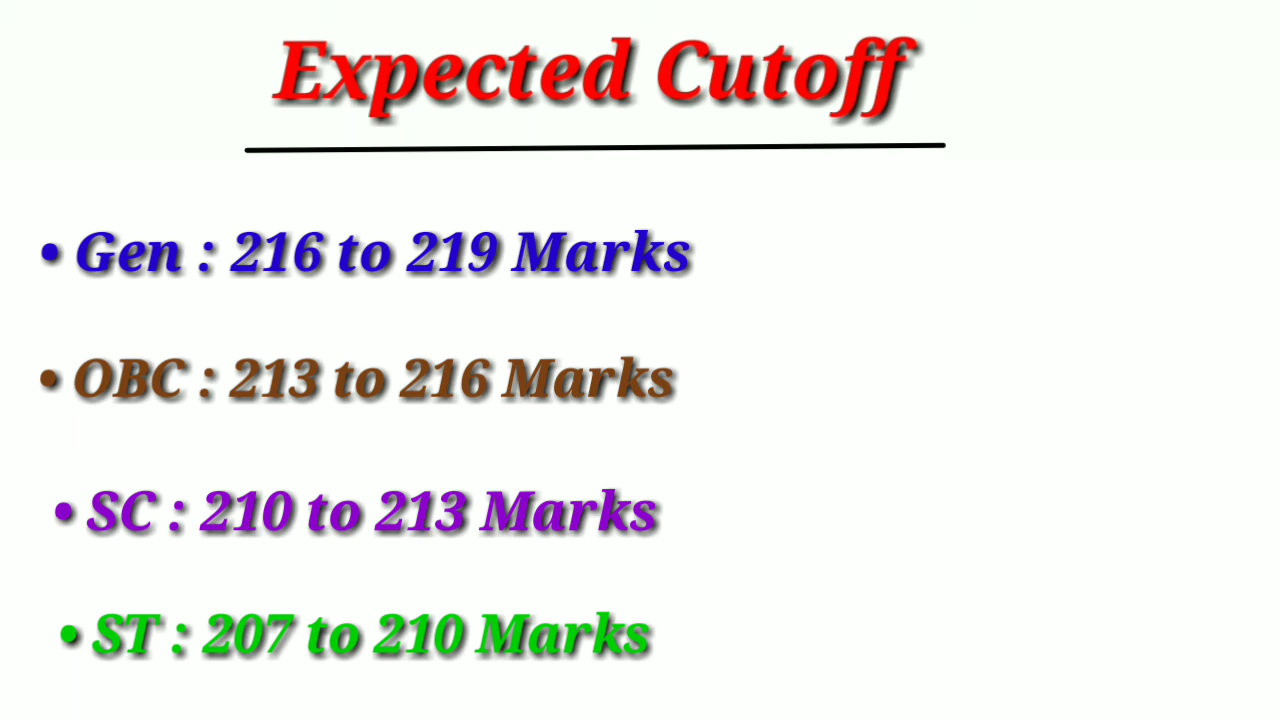 Expected Cutoff
• Gen : 216 to 219 Marks
• OBC : 213 to 216 Marks
• SC : 210 to 213 Marks
• ST : 207 to 210 Marks